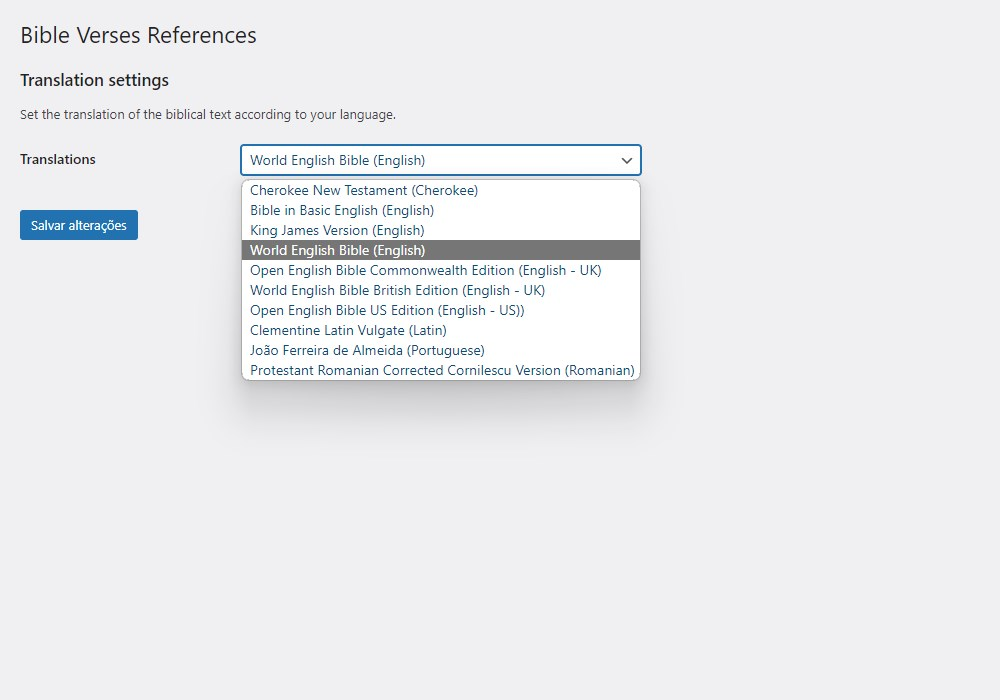 Bible Verses References
Translation settings
Set the translation of the biblical text according to your language.
Translations
World English Bible (English)
Cherokee New Testament (Cherokee)
Bible in Basic English (English)
King James Version (English)
World English Bible (English)
Open English Bible Commonwealth Edition (English - UK)
World English Bible British Edition (English - UK)
Open English Bible US Edition (English - US))
Clementine Latin Vulgate (Latin)
João Ferreira de Almeida (Portuguese)
Protestant Romanian Corrected Cornilescu Version (Romanian)
Salvar alterações